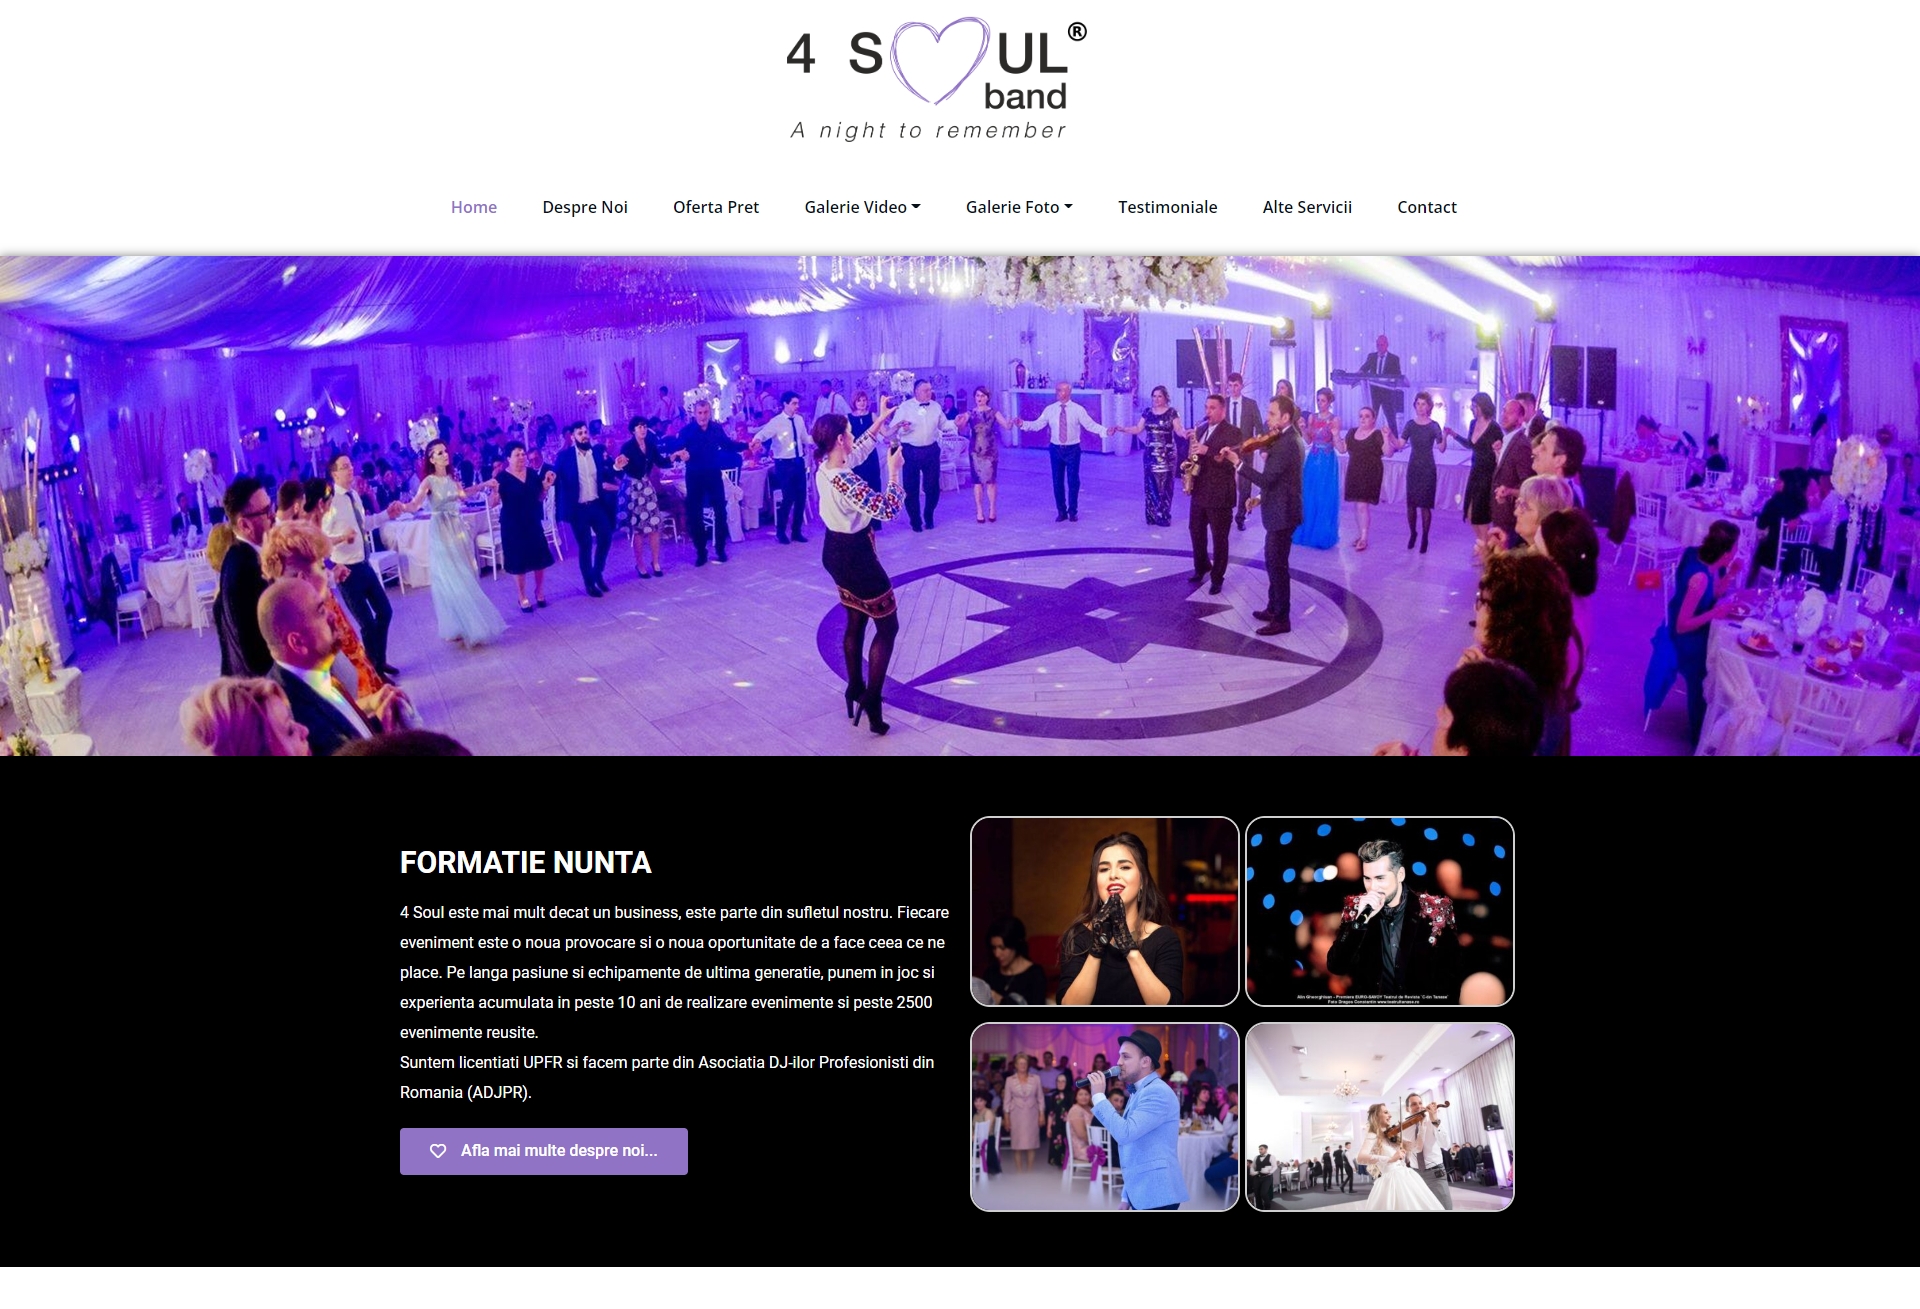 4 S UL®
band
A night to remember
Home Despre Noi Oferta Pret Galerie Video Galerie Foto Testimoniale Alte Servicii Contact
FORMATIE NUNTA
4 Soul este mai mult decat un business, este parte din sufletul nostru. Fiecare
eveniment este o noua provocare si o noua oportunitate de a face ceea ce ne
place. Pe langa pasiune si echipamente de ultima generatie, punem in joc si
experienta acumulata in peste 10 ani de realizare evenimente si peste 2500
evenimente reusite.
Suntem licentiati UPFR si facem parte din Asociatia DJ-ilor Profesionisti din
Romania (ADJPR).
Afla mai multe despre noi...